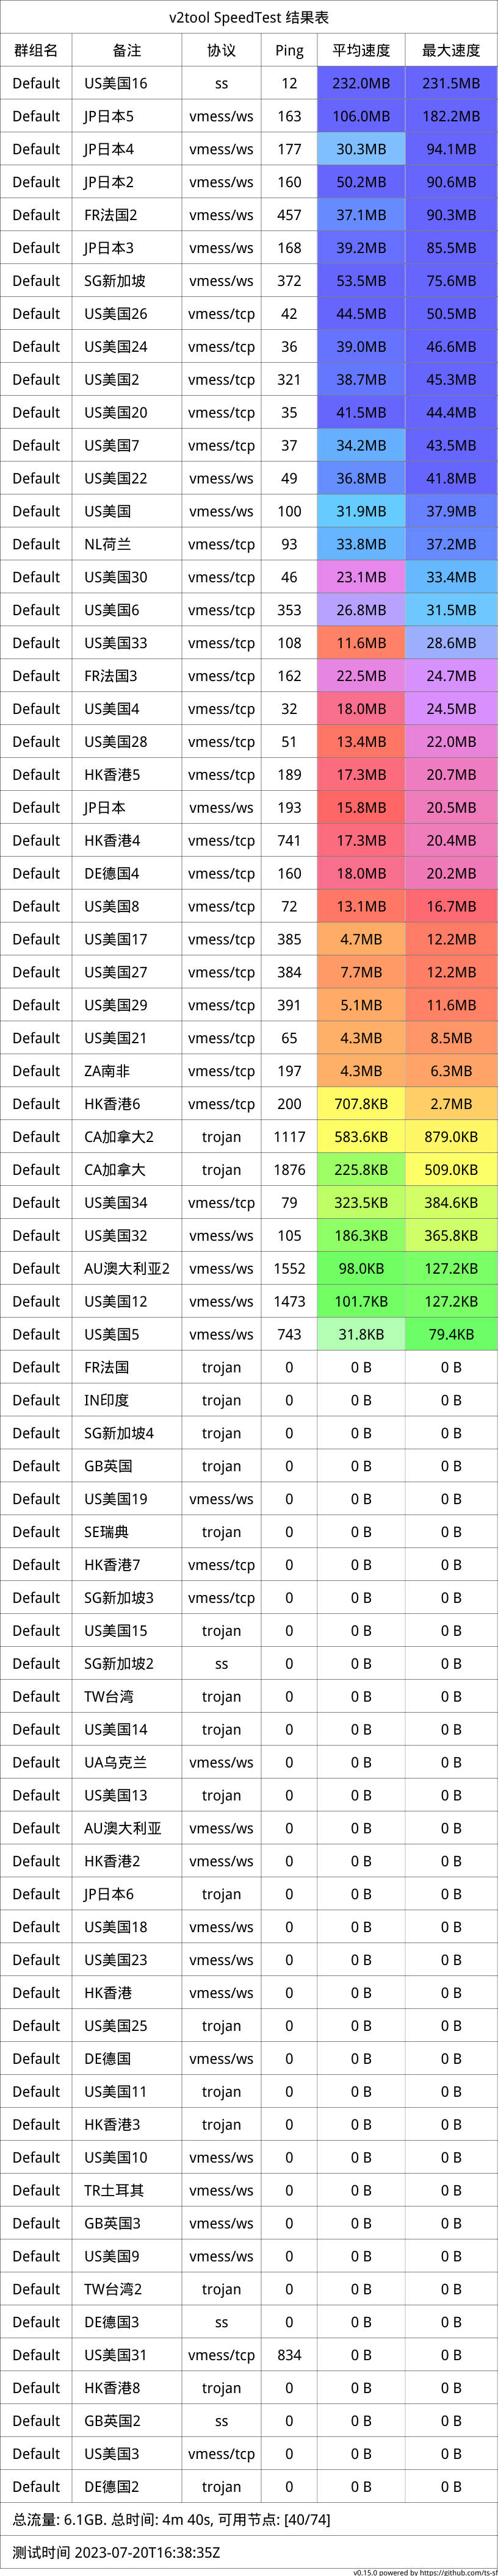 v2tool SpeedTest 结果表
群组名 备注 协议 Ping 平均速度 最大速度
Default US美国16 ss 12 232.0MB 231.5MB
Default JP日本5 vmess/ws 163 106.0MB 182.2MB
Default JP日本4 vmess/ws 177 30.3MB 94.1MB
Default JP日本2 vmess/ws 160 50.2MB 90.6MB
Default FR法国2 vmess/ws 457 37.1MB 90.3MB
Default JP日本3 vmess/ws 168 39.2MB 85.5MB
Default SG新加坡 vmess/ws 372 53.5MB 75.6MB
Default US美国26 vmess/tcp 42 44.5MB 50.5MB
Default US美国24 vmess/tcp 36 39.0MB 46.6MB
Default US美国2 vmess/tcp 321 38.7MB 45.3MB
Default US美国20 vmess/tcp 35 41.5MB 44.4MB
Default US美国7 vmess/tcp 37 34.2MB 43.5MB
Default US美国22 vmess/tcp 49 36.8MB 41.8MB
Default US美国 vmess/ws 100 31.9MB 37.9MB
Default NL荷兰 vmess/tcp 93 33.8MB 37.2MB
Default US美国30 vmess/tcp 46 23.1MB 33.4MB
Default US美国6 vmess/tcp 353 26.8MB 31.5MB
Default US美国33 vmess/tcp 108 11.6MB 28.6MB
Default FR法国3 vmess/tcp 162 22.5MB 24.7MB
Default US美国4 vmess/tcp 32 18.0MB 24.5MB
Default US美国28 vmess/tcp 51 13.4MB 22.0MB
Default HK香港5 vmess/tcp 189 17.3MB 20.7MB
Default JP日本 vmess/ws 193 15.8MB 20.5MB
Default HK香港4 vmess/tcp 741 17.3MB 20.4MB
Default DE德国4 vmess/tcp 160 18.0MB 20.2MB
Default US美国8 vmess/tcp 72 13.1MB 16.7MB
Default US美国17 vmess/tcp 385 4.7MB 12.2MB
Default US美国27 vmess/tcp 384 7.7MB 12.2MB
Default US美国29 vmess/tcp 391 5.1MB 11.6MB
Default US美国21 vmess/tcp 65 4.3MB 8.5MB
Default ZA南非 vmess/tcp 197 4.3MB 6.3MB
Default HK香港6 vmess/tcp 200 707.8KB 2.7MB
Default CA加拿大2 trojan 1117 583.6KB 879.0KB
Default CA加拿大 trojan 1876 225.8KB 509.0KB
Default US美国34 vmess/tcp 79 323.5KB 384.6KB
Default US美国32 vmess/ws 105 186.3KB 365.8KB
Default AU澳大利亚2 vmess/ws 1552 98.0KB 127.2KB
Default US美国12 vmess/ws 1473 101.7KB 127.2KB
Default US美国5 vmess/ws 743 31.8KB 79.4KB
Default FR法国 trojan 0 0 B 0 B
Default IN印度 trojan 0 0 B 0 B
Default SG新加坡4 trojan 0 0 B 0 B
Default GB英国 trojan 0 0 B 0 B
Default US美国19 vmess/ws 0 0 B 0 B
Default SE瑞典 trojan 0 0 B 0 B
Default HK香港7 vmess/tcp 0 0 B 0 B
Default SG新加坡3 vmess/tcp 0 0 B 0 B
Default US美国15 trojan 0 0 B 0 B
Default SG新加坡2 ss 0 0 B 0 B
Default TW台湾 trojan 0 0 B 0 B
Default US美国14 trojan 0 0 B 0 B
Default UA乌克兰 vmess/ws 0 0 B 0 B
Default US美国13 trojan 0 0 B 0 B
Default AU澳大利亚 vmess/ws 0 0 B 0 B
Default HK香港2 vmess/ws 0 0 B 0 B
Default JP日本6 trojan 0 0 B 0 B
Default US美国18 vmess/ws 0 0 B 0 B
Default US美国23 vmess/ws 0 0 B 0 B
Default HK香港 vmess/ws 0 0 B 0 B
Default US美国25 trojan 0 0 B 0 B
Default DE德国 vmess/ws 0 0 B 0 B
Default US美国11 trojan 0 0 B 0 B
Default HK香港3 trojan 0 0 B 0 B
Default US美国10 vmess/ws 0 0 B 0 B
Default TR土耳其 vmess/ws 0 0 B 0 B
Default GB英国3 vmess/ws 0 0 B 0 B
Default US美国9 vmess/ws 0 0 B 0 B
Default TW台湾2 trojan 0 0 B 0 B
Default DE德国3 ss 0 0 B 0 B
Default US美国31 vmess/tcp 834 0 B 0 B
Default HK香港8 trojan 0 0 B 0 B
Default GB英国2 ss 0 0 B 0 B
Default US美国3 vmess/tcp 0 0 B 0 B
Default DE德国2 trojan 0 0 B 0 B
总流量: 6.1GB. 总时间: 4m 40s, 可用节点: [40/74]
测试时间 2023-07-20T16:38:35Z
v0.15.0 powered by https://github.com/ts-sf